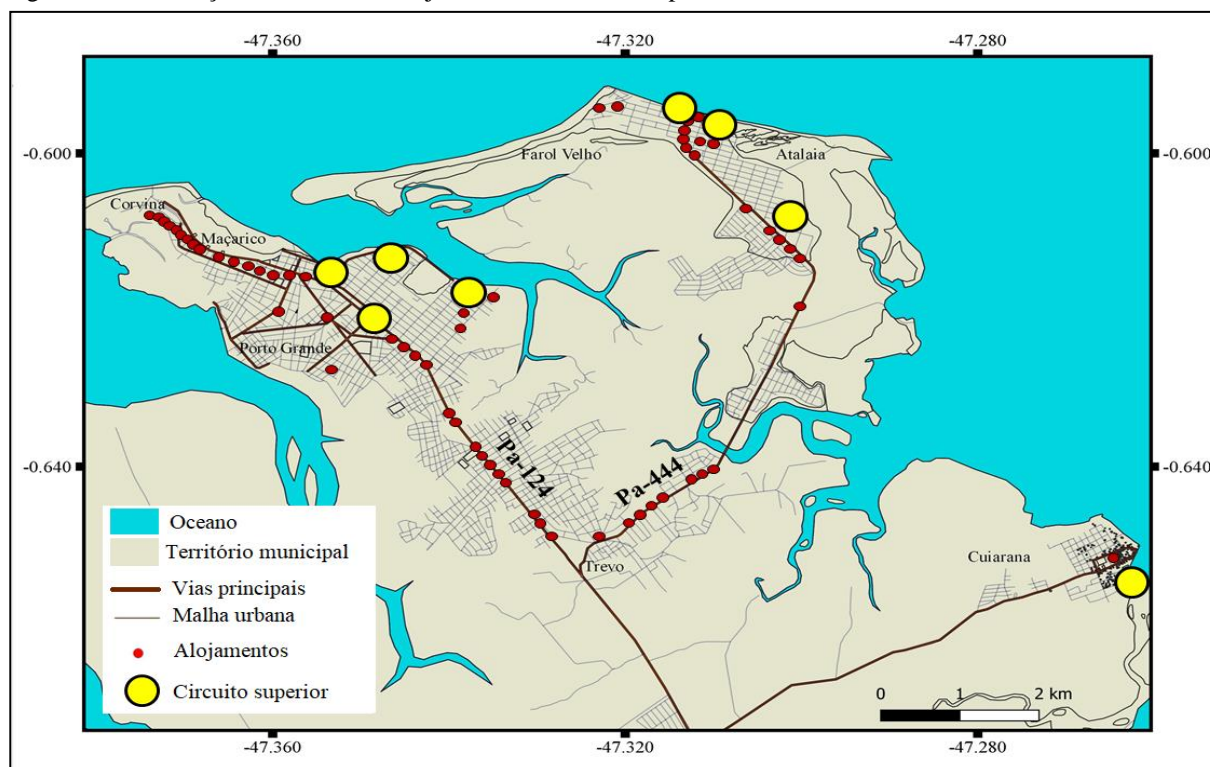 -47.360 -47.320 -47.280
-0.600 -0.600
Farol Velho Atalaia
Corvina
Maçarico
Porto Grande
Pa-124
Pa-444
-0.640 -0.640
Cuiarana
Trevo
Oceano
Território municipal
Vias principais
Malha urbana
Alojamentos
Circuito superior
0 1 2 km
-47.360 -47.320 -47.280